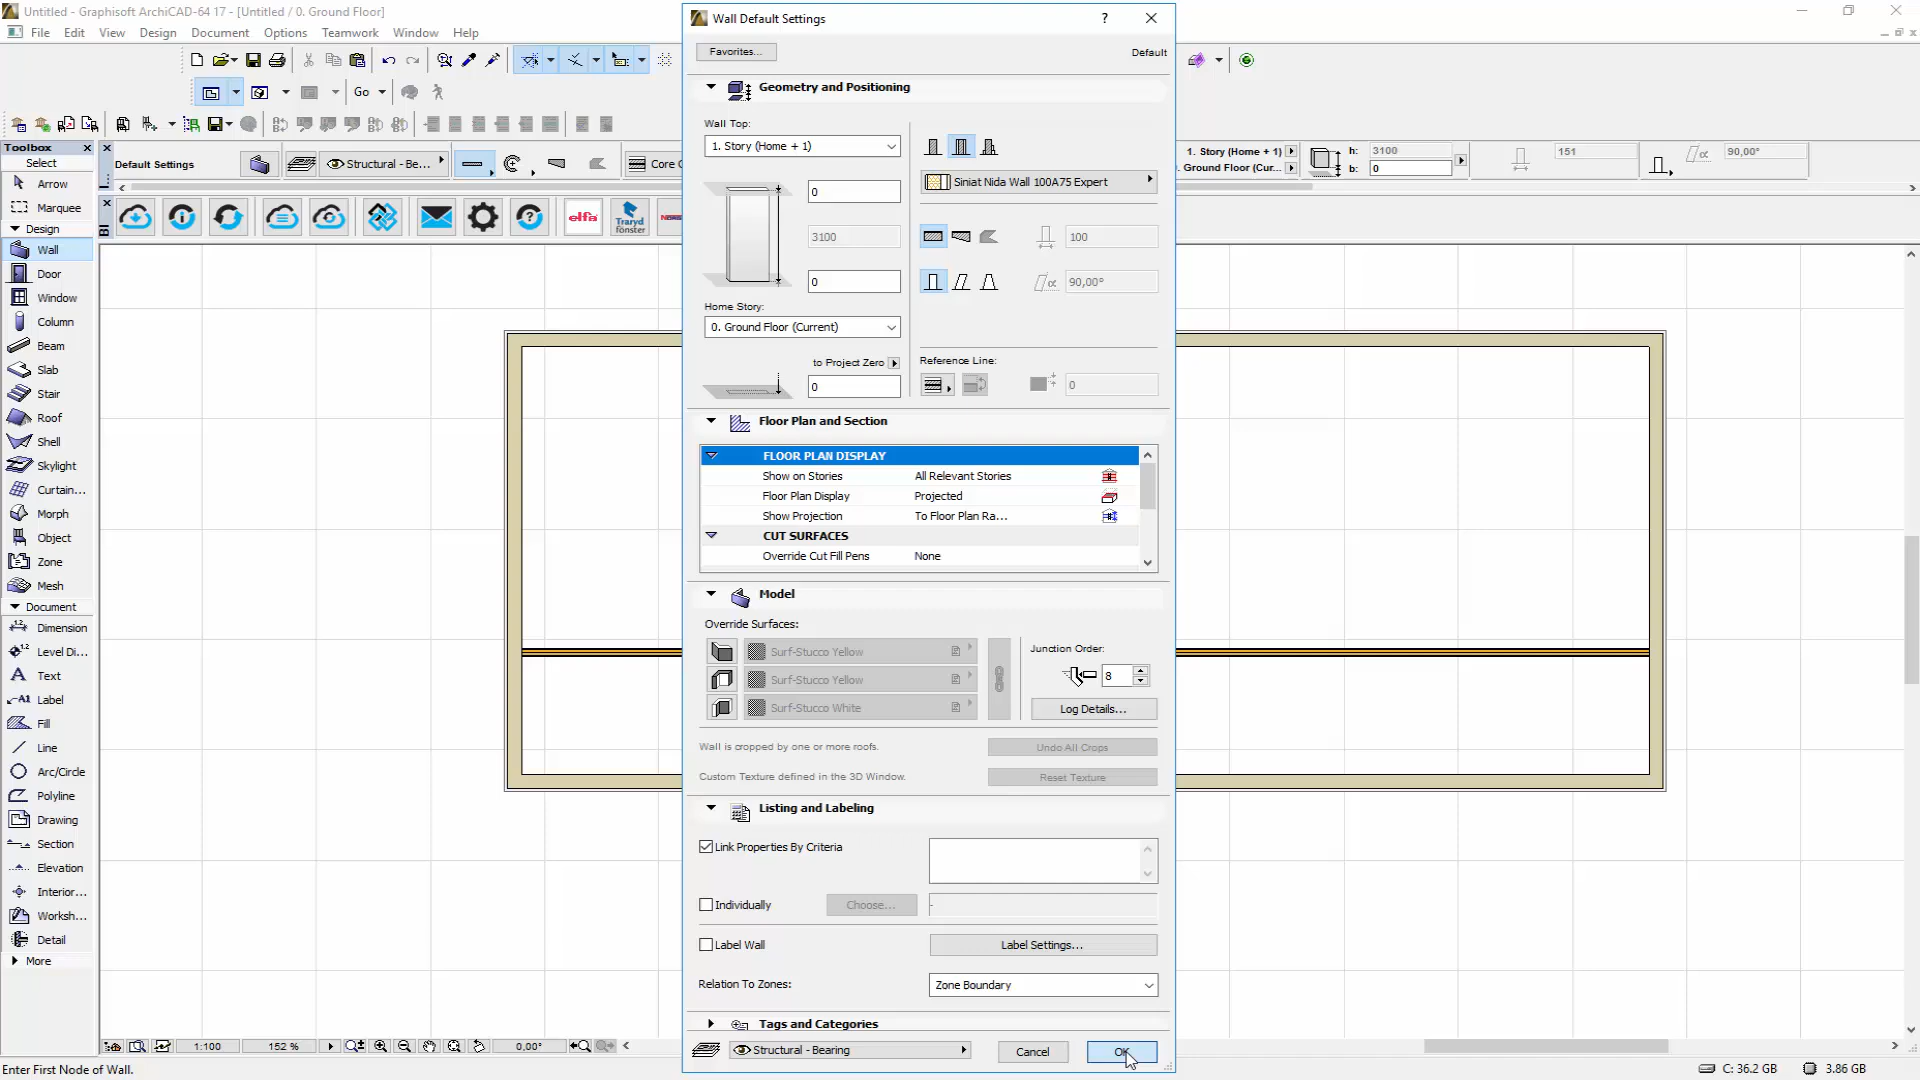 Untitled - Graphisoft ArchiCAD-64 17 - [Untitled / 0. Ground Floor]
File Edit View Design Document Options Teamwork Window Help
Go
Toolbox
Select
Arrow
Marquee
Design
Wall
Door
Window
Column
Beam
Slab
Stair
Roof
Shell
Skylight
Curtain...
Morph
Object
Zone
Mesh
Document
Dimension
Level Di...
Text
Label
Fill
Line
Arc/Circle
Polyline
Drawing
Section
Elevation
Interior...
Worksh...
Detail
More
Default Settings
Structural - Be...
Core
elfa
Traryd fönster
Wall Default Settings
?
Favorites...
Default
Geometry and Positioning
Wall Top:
1. Story (Home + 1)
0
3100
0
Home Story:
0. Ground Floor (Current)
to Project Zero
0
Siniat Nida Wall 100A75 Expert
100
α 90,00°
Reference Line:
0
Floor Plan and Section
FLOOR PLAN DISPLAY
Show on Stories All Relevant Stories
Floor Plan Display Projected
Show Projection To Floor Plan Ra...
CUT SURFACES
Override Cut Fill Pens None
Model
Override Surfaces:
Surf-Stucco Yellow
Surf-Stucco Yellow
Surf-Stucco White
Junction Order:
8
Log Details...
Wall is cropped by one or more roofs.
Undo All Crops
Custom Texture defined in the 3D Window.
Reset Texture
Listing and Labeling
Link Properties By Criteria
Individually
Choose...
-
Label Wall
Label Settings...
Relation To Zones:
Zone Boundary
Tags and Categories
Structural - Bearing
Cancel
OK
1. Story (Home + 1)
. Ground Floor (Cur...
h: 3100
b: 0
151
α 90,00°
1:100
152 %
0,00°
Enter First Node of Wall.
C: 36.2 GB
3.86 GB